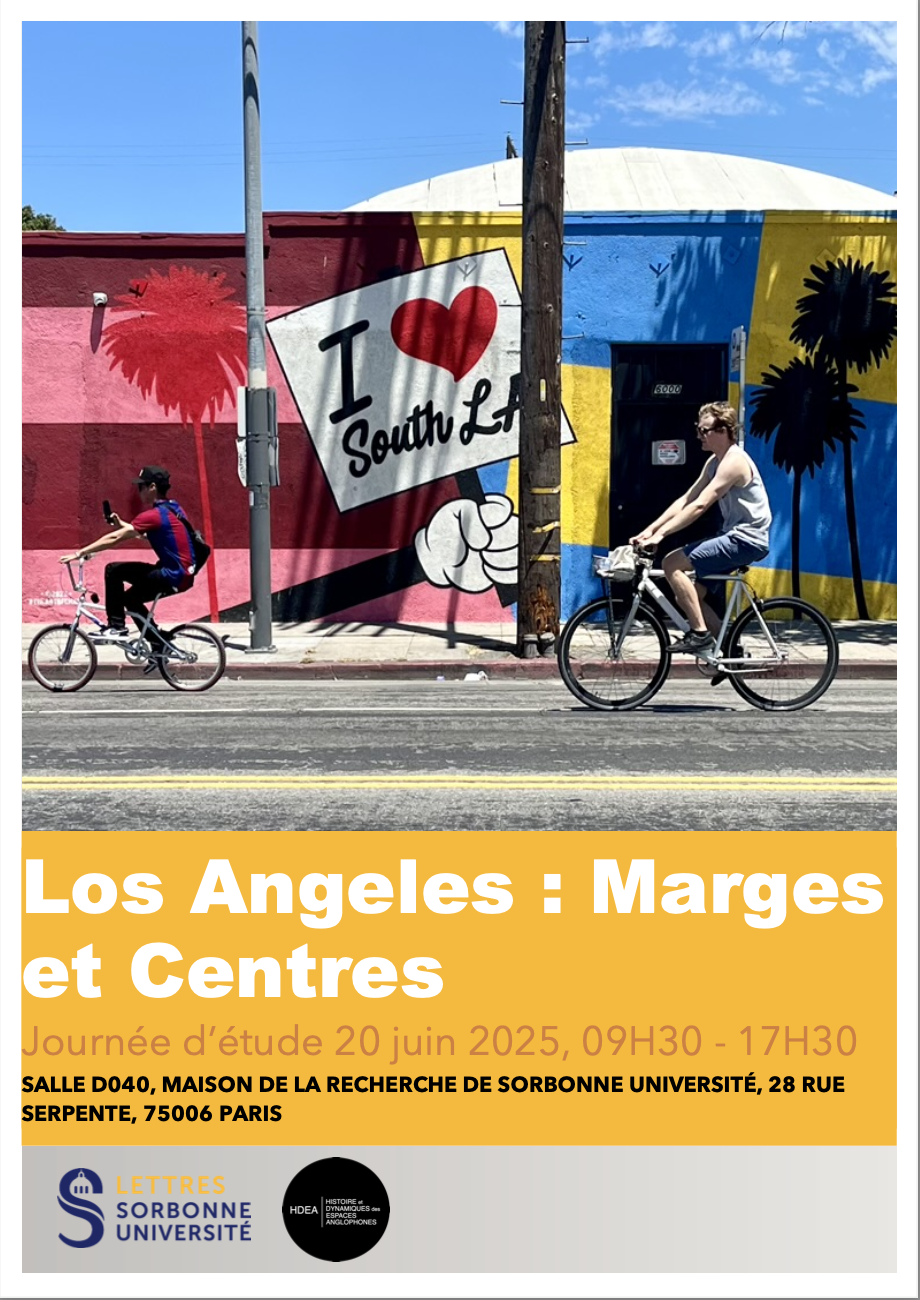 I
South LA
6000
Los Angeles : Marges
et Centres
Journée d’étude 20 juin 2025, 09H30 - 17H30
SALLE D040, MAISON DE LA RECHERCHE DE SORBONNE UNIVERSITÉ, 28 RUE
SERPENTE, 75006 PARIS
LETTRES
SORBONNE
UNIVERSITÉ
HDEA
HISTOIRE et
DYNAMIQUES des
ESPACES
ANGLOPHONES